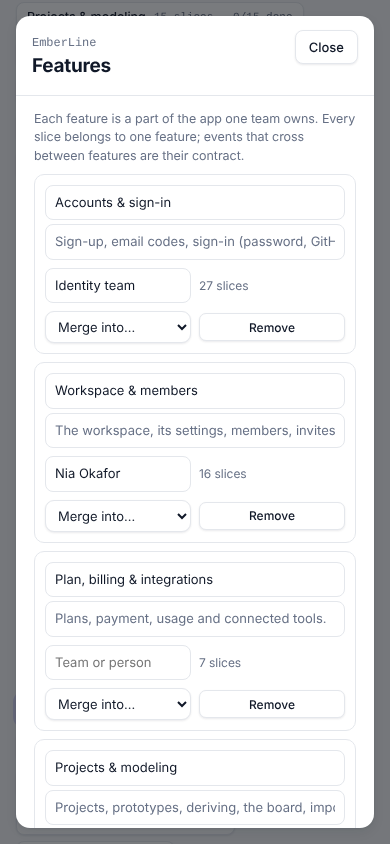 EmberLine
Close
Features
Each feature is a part of the app one team owns. Every
slice belongs to one feature; events that cross
between features are their contract.
Accounts & sign-in
Sign-up, email codes, sign-in (password, GitH
Identity team
27 slices
Merge into...
Remove
Workspace & members
The workspace, its settings, members, invites
Nia Okafor
16 slices
Merge into...
Remove
Plan, billing & integrations
Plans, payment, usage and connected tools.
Team or person
7 slices
Merge into...
Remove
Projects & modeling
Projects, prototypes, deriving, the board, impo